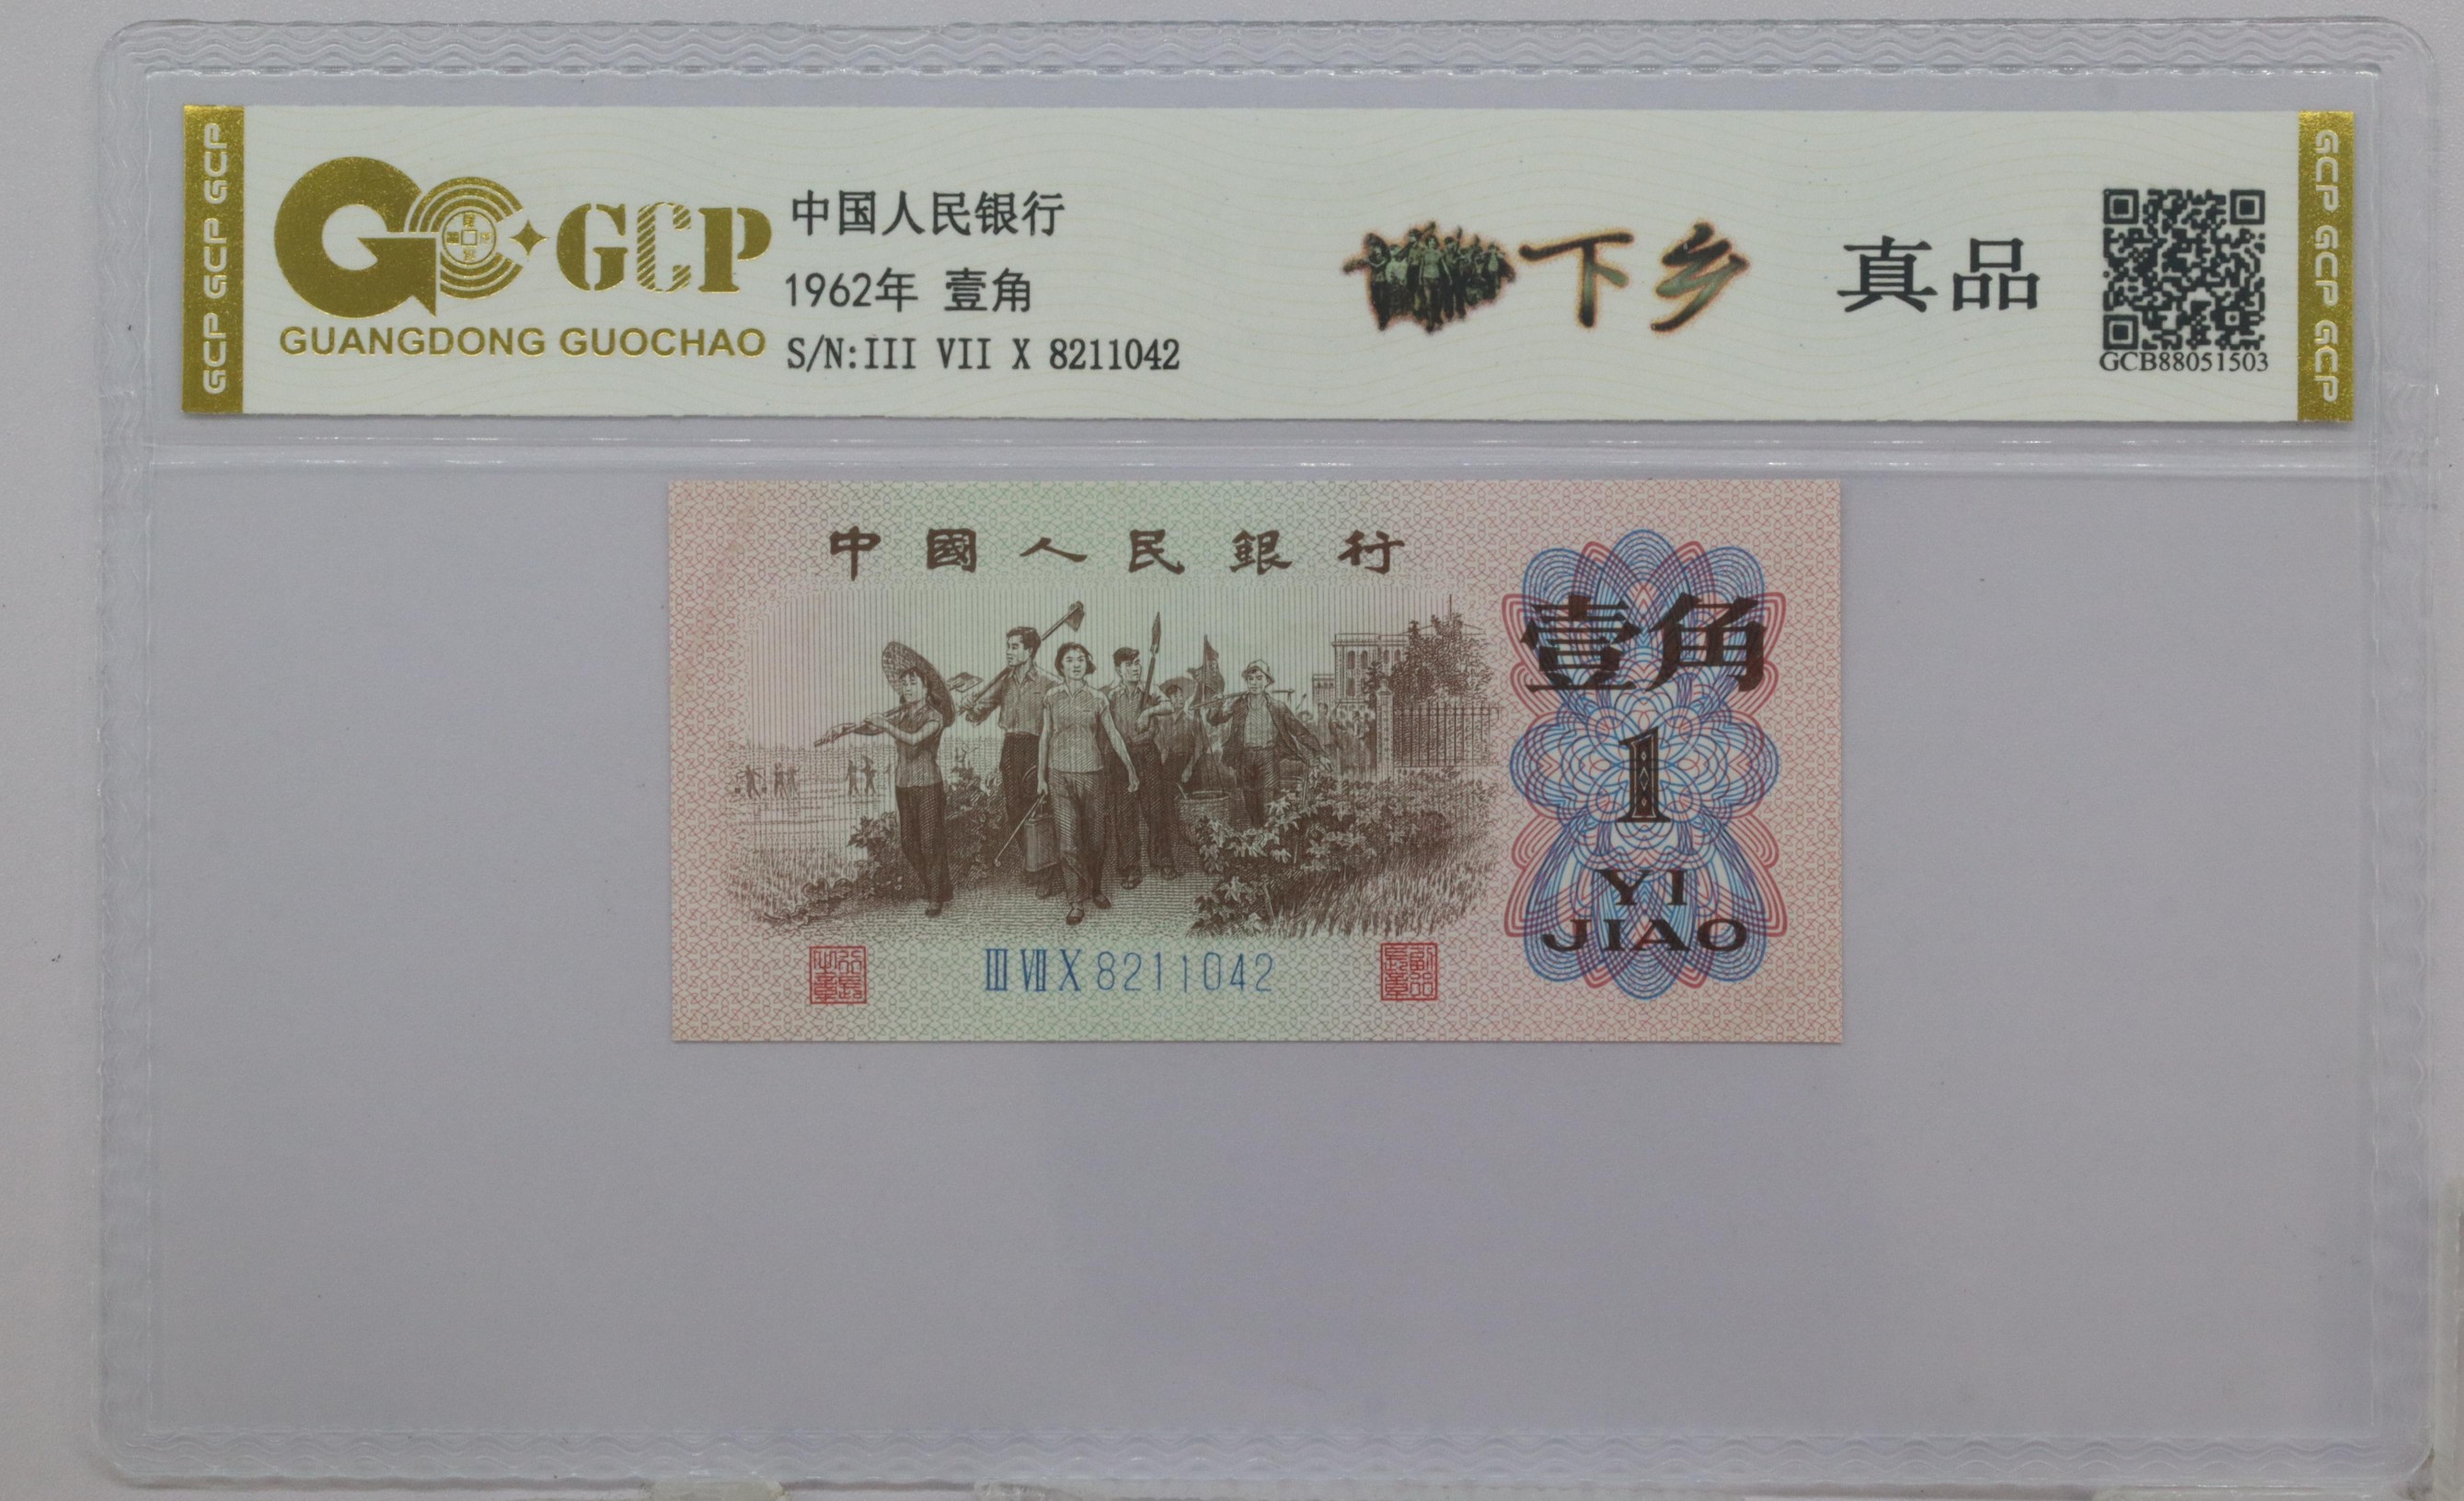 GCP GCP GCP
GCP
GUANGDONG GUOCHAO
中国人民银行
1962年 壹角
S/N:III VII X 8211042
下乡
真品
GCB88051503
GCP GCP GCP
中國人民銀行
壹角
1
YI
JIAO
III VII X 8211042